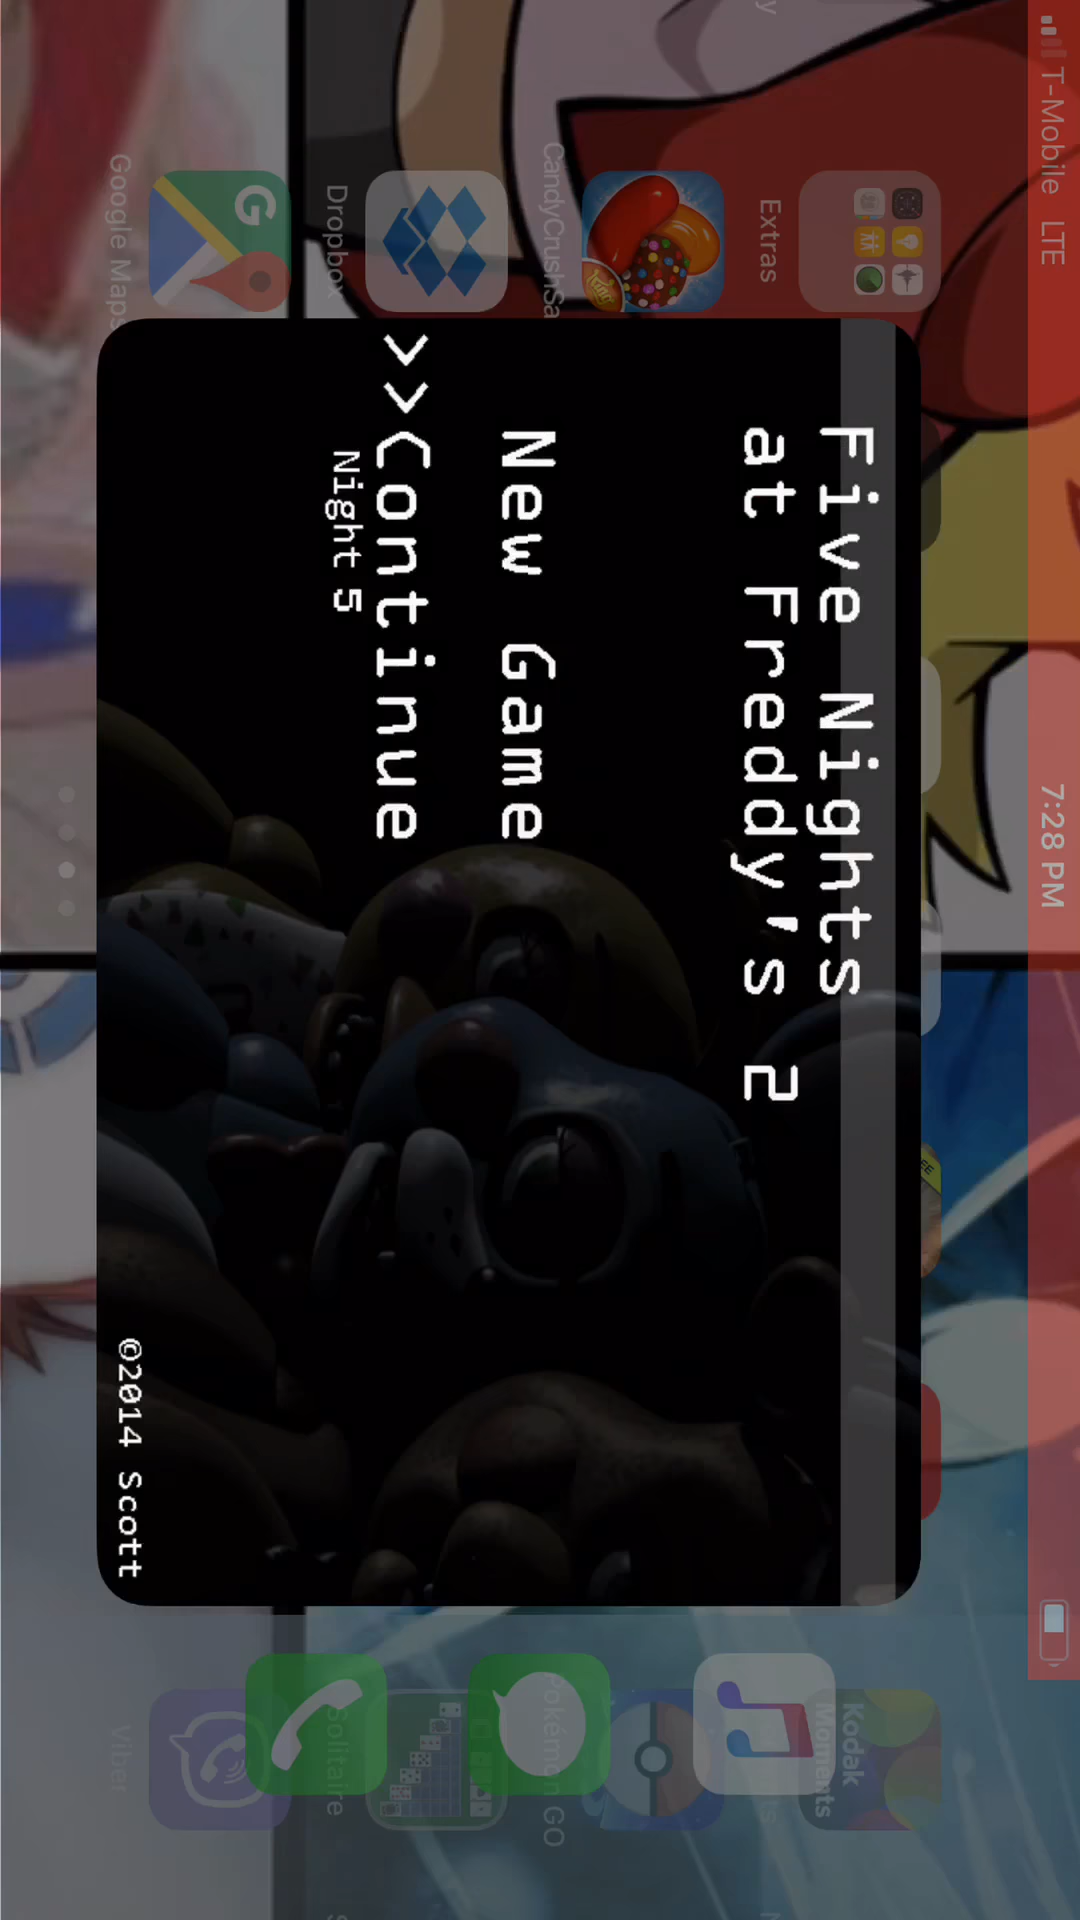 T-Mobile LTE
7:28 PM
Extras
CandyCrushSa
Dropbox
Google Maps
Five Nights
at Freddy's 2
New Game
>>Continue
Night 5
©2014 Scott
Kodak
Moments
Pokémon GO
Solitaire
Viber